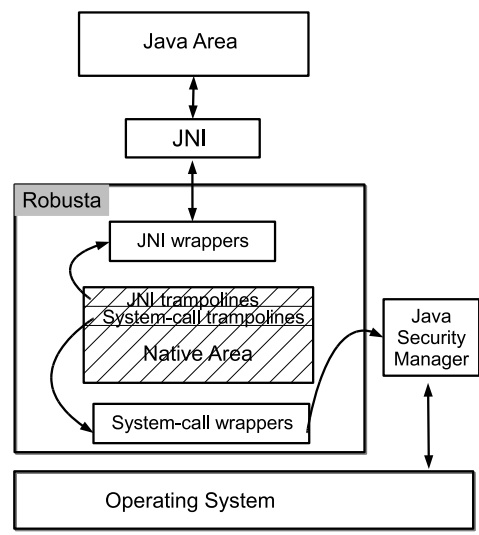 Java Area
JNI
Robusta
JNI wrappers
JNI trampolines
System-call trampolines
Native Area
Java
Security
Manager
System-call wrappers
Operating System